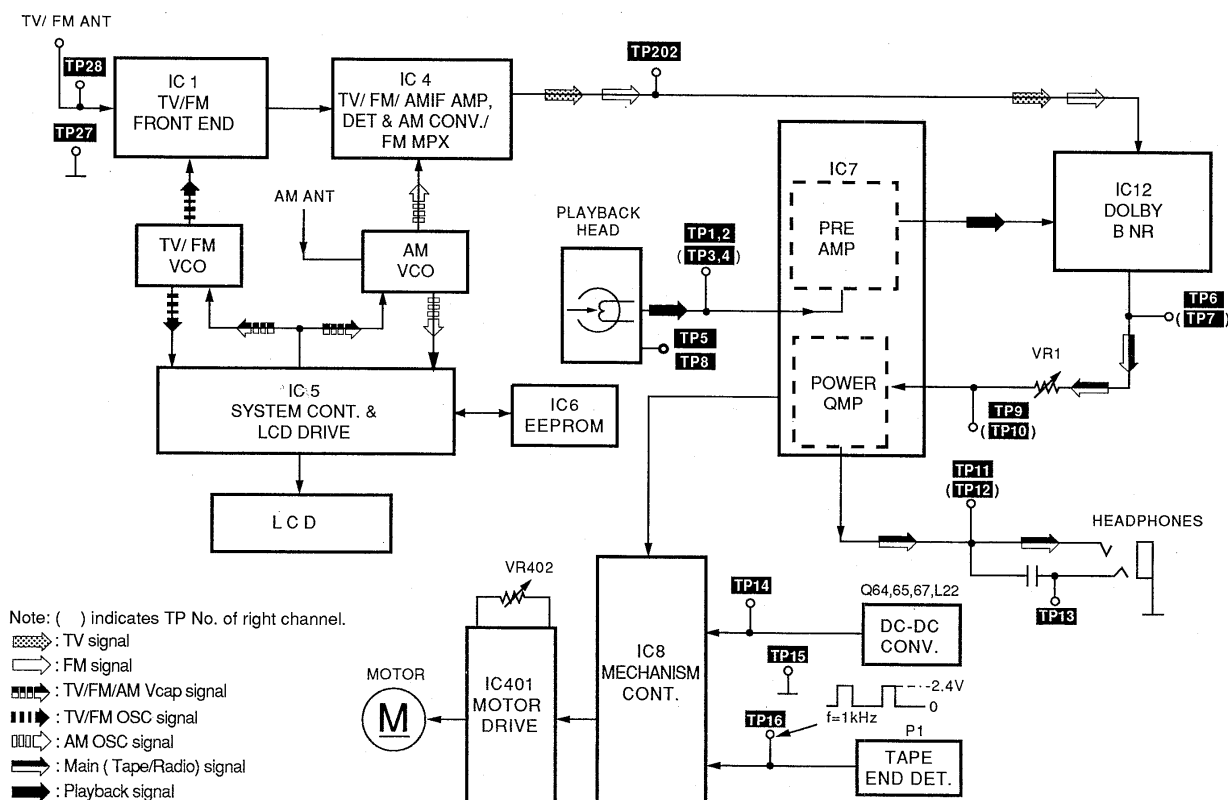 TV/ FM ANT
TP28
TP27
IC 1
TV/FM
FRONT END
IC 4
TV/ FM/ AMIF AMP,
DET & AM CONV./
FM MPX
TP202
AM ANT
TV/ FM
VCO
AM
VCO
PLAYBACK
HEAD
TP1,2
(TP3,4)
TP5
TP8
IC7
PRE
AMP
POWER
QMP
IC12
DOLBY
B NR
TP6
(TP7)
VR1
TP9
(TP10)
IC 5
SYSTEM CONT. &
LCD DRIVE
IC6
EEPROM
LCD
TP11
(TP12)
HEADPHONES
TP13
VR402
TP14
Q64,65,67,L22
DC-DC
CONV.
TP15
IC8
MECHANISM
CONT.
IC401
MOTOR
DRIVE
MOTOR
M
2.4V
0
f=1kHz
TP16
P1
TAPE
END DET.
Note: ( ) indicates TP No. of right channel.
: TV signal
: FM signal
: TV/FM/AM Vcap signal
: TV/FM OSC signal
: AM OSC signal
: Main ( Tape/Radio) signal
: Playback signal